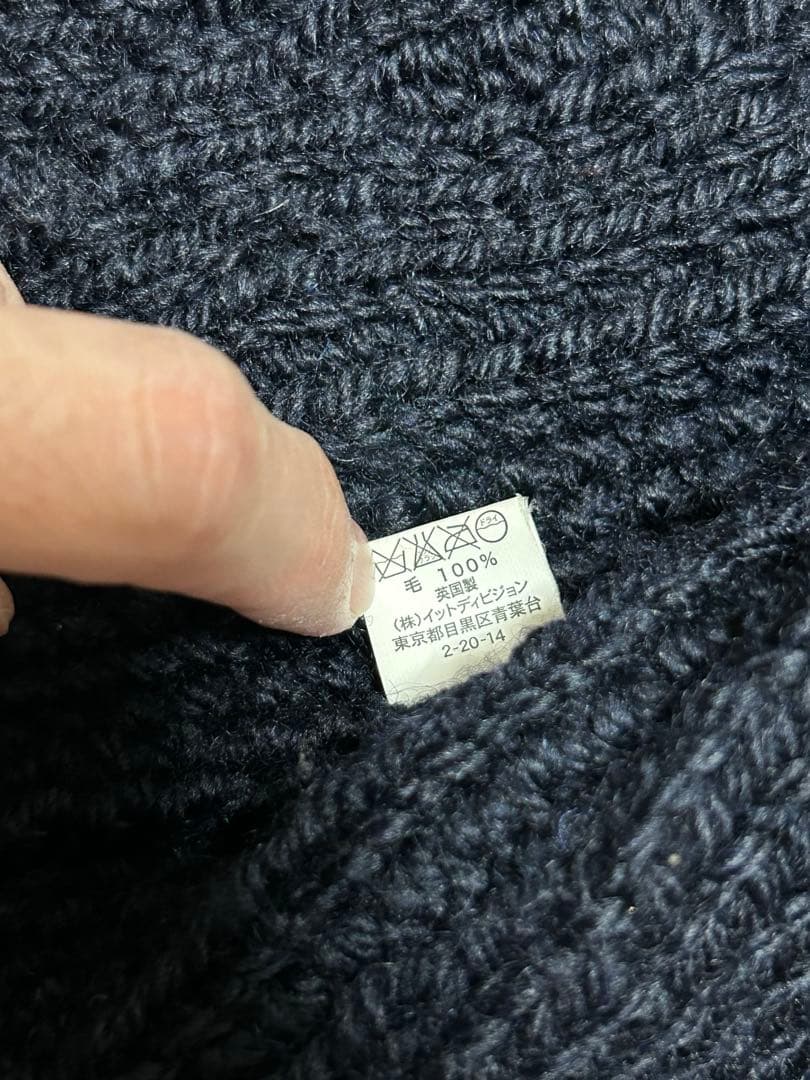 ドライ
毛 100%
英国製
(株)イットディビジョン
東京都目黒区青葉台
2-20-14